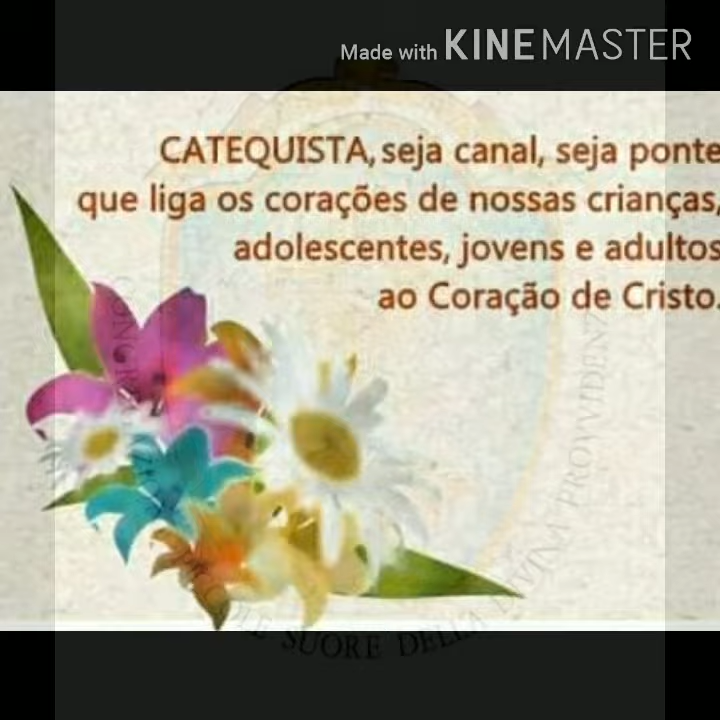 Made with KINEMASTER
CATEQUISTA, seja canal, seja ponte
que liga os corações de nossas crianças,
adolescentes, jovens e adultos
ao Coração de Cristo.
SUORE DELLA DIVINA PROVVIDENZA